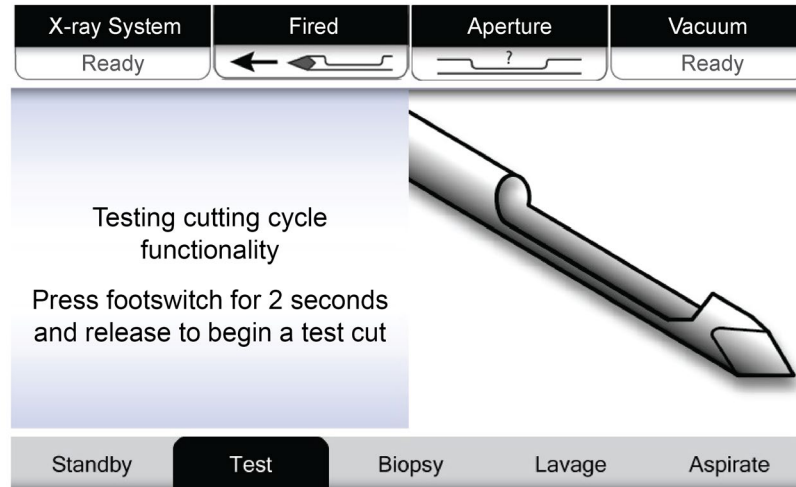 X-ray System Fired Aperture Vacuum
Ready ? Ready
Testing cutting cycle
functionality
Press footswitch for 2 seconds
and release to begin a test cut
Standby Test Biopsy Lavage Aspirate